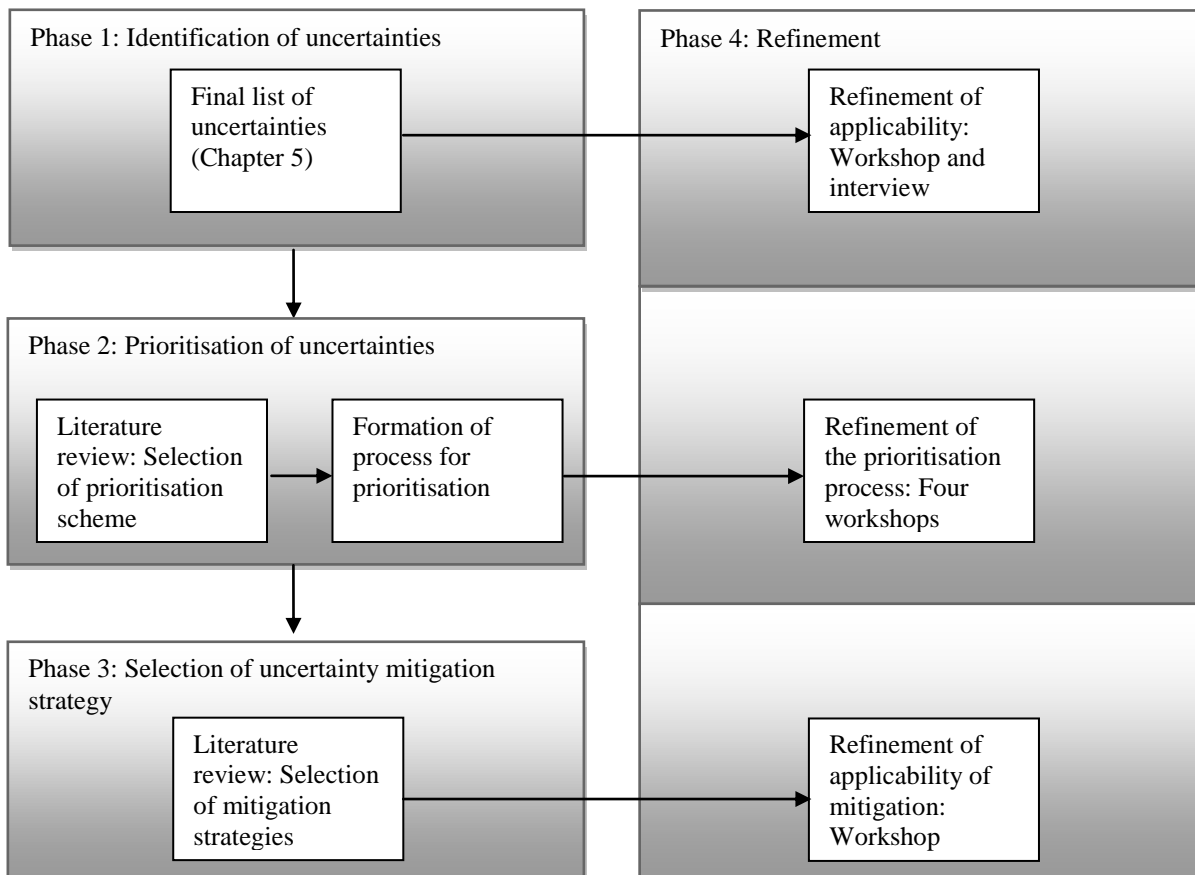 Phase 1: Identification of uncertainties
Final list of
uncertainties
(Chapter 5)
Phase 4: Refinement
Refinement of
applicability:
Workshop and
interview
Phase 2: Prioritisation of uncertainties
Literature
review: Selection
of prioritisation
scheme
Formation of
process for
prioritisation
Refinement of
the prioritisation
process: Four
workshops
Phase 3: Selection of uncertainty mitigation
strategy
Literature
review: Selection
of mitigation
strategies
Refinement of
applicability of
mitigation:
Workshop